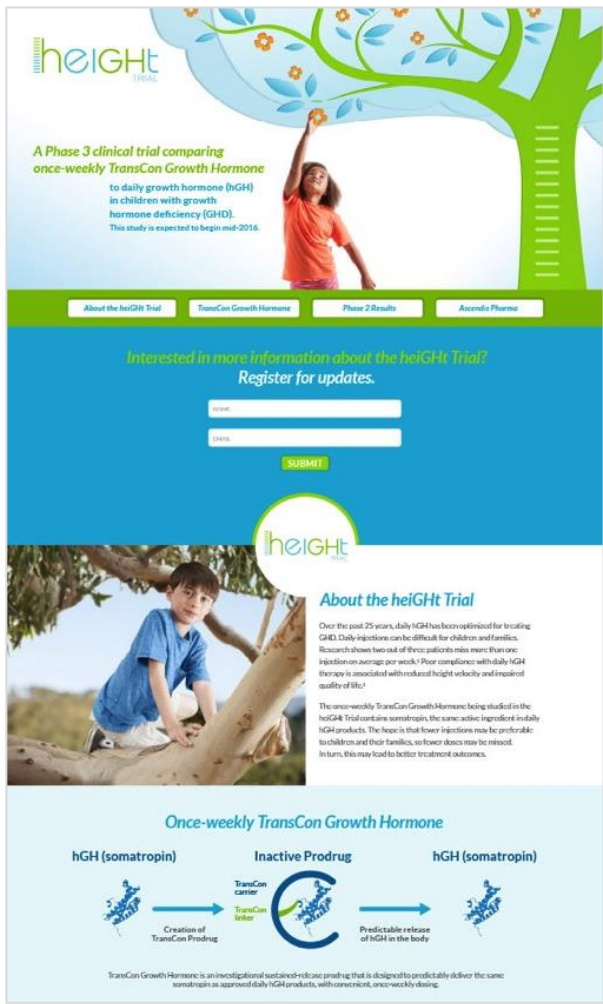 heiGHt
TRIAL
A Phase 3 clinical trial comparing
once-weekly TransCon Growth Hormone
to daily growth hormone (hGH)
in children with growth
hormone deficiency (GHD).
This study is expected to begin mid-2016.
About the heiGHt Trial
TransCon Growth Hormone
Phase 2 Results
Ascendis Pharma
Interested in more information about the heiGHt Trial?
Register for updates.
NAME
EMAIL
SUBMIT
heiGHt
TRIAL
About the heiGHt Trial
Over the past 25 years, daily hGH has been optimized for treating
GHD. Daily injections can be difficult for children and families.
Research shows two out of three patients miss more than one
injection on average per week. Poor compliance with daily hGH
therapy is associated with reduced height velocity and impaired
quality of life.
The once-weekly TransCon Growth Hormone being studied in the
heiGHt Trial contains somatropin, the same active ingredient in daily
hGH products. The hope is that fewer injections may be preferable
to children and their families, so fewer doses may be missed.
In turn, this may lead to better treatment outcomes.
Once-weekly TransCon Growth Hormone
hGH (somatropin)
Inactive Prodrug
hGH (somatropin)
TransCon
carrier
TransCon
linker
Creation of
TransCon Prodrug
Predictable release
of hGH in the body
TransCon Growth Hormone is an investigational sustained-release prodrug that is designed to predictably deliver the same
somatropin as approved daily hGH products, with convenient, once-weekly dosing.